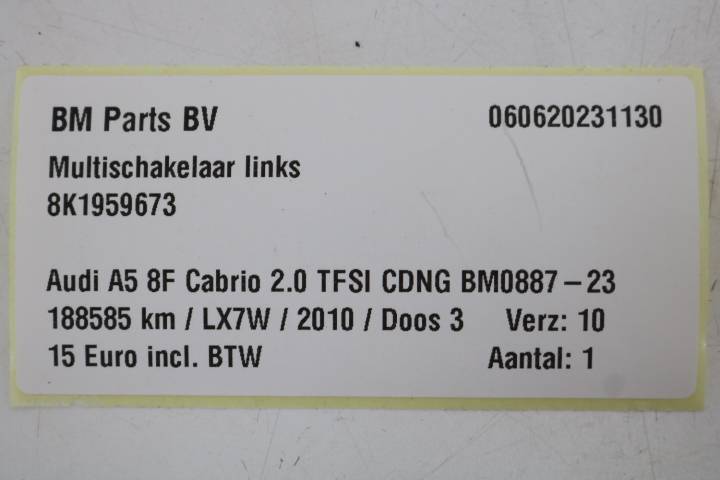 BM Parts BV 060620231130
Multischakelaar links
8K1959673
Audi A5 8F Cabrio 2.0 TFSI CDNG BM0887-23
188585 km / LX7W / 2010 / Doos 3 Verz: 10
15 Euro incl. BTW Aantal: 1